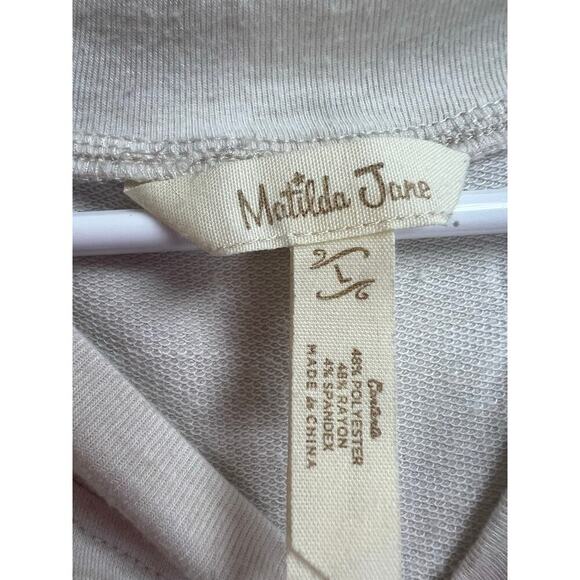 Matilda Jane
L
Contents
48% POLYESTER
48% RAYON
4% SPANDEX
MADE in CHINA